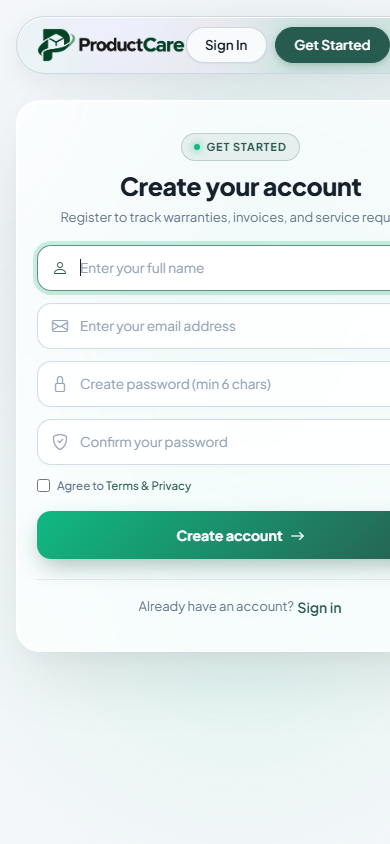 ProductCare
Sign In
Get Started
GET STARTED
Create your account
Register to track warranties, invoices, and service
Enter your full name
Enter your email address
Create password (min 6 chars)
Confirm your password
Agree to Terms & Privacy
Create account →
Already have an account? Sign in